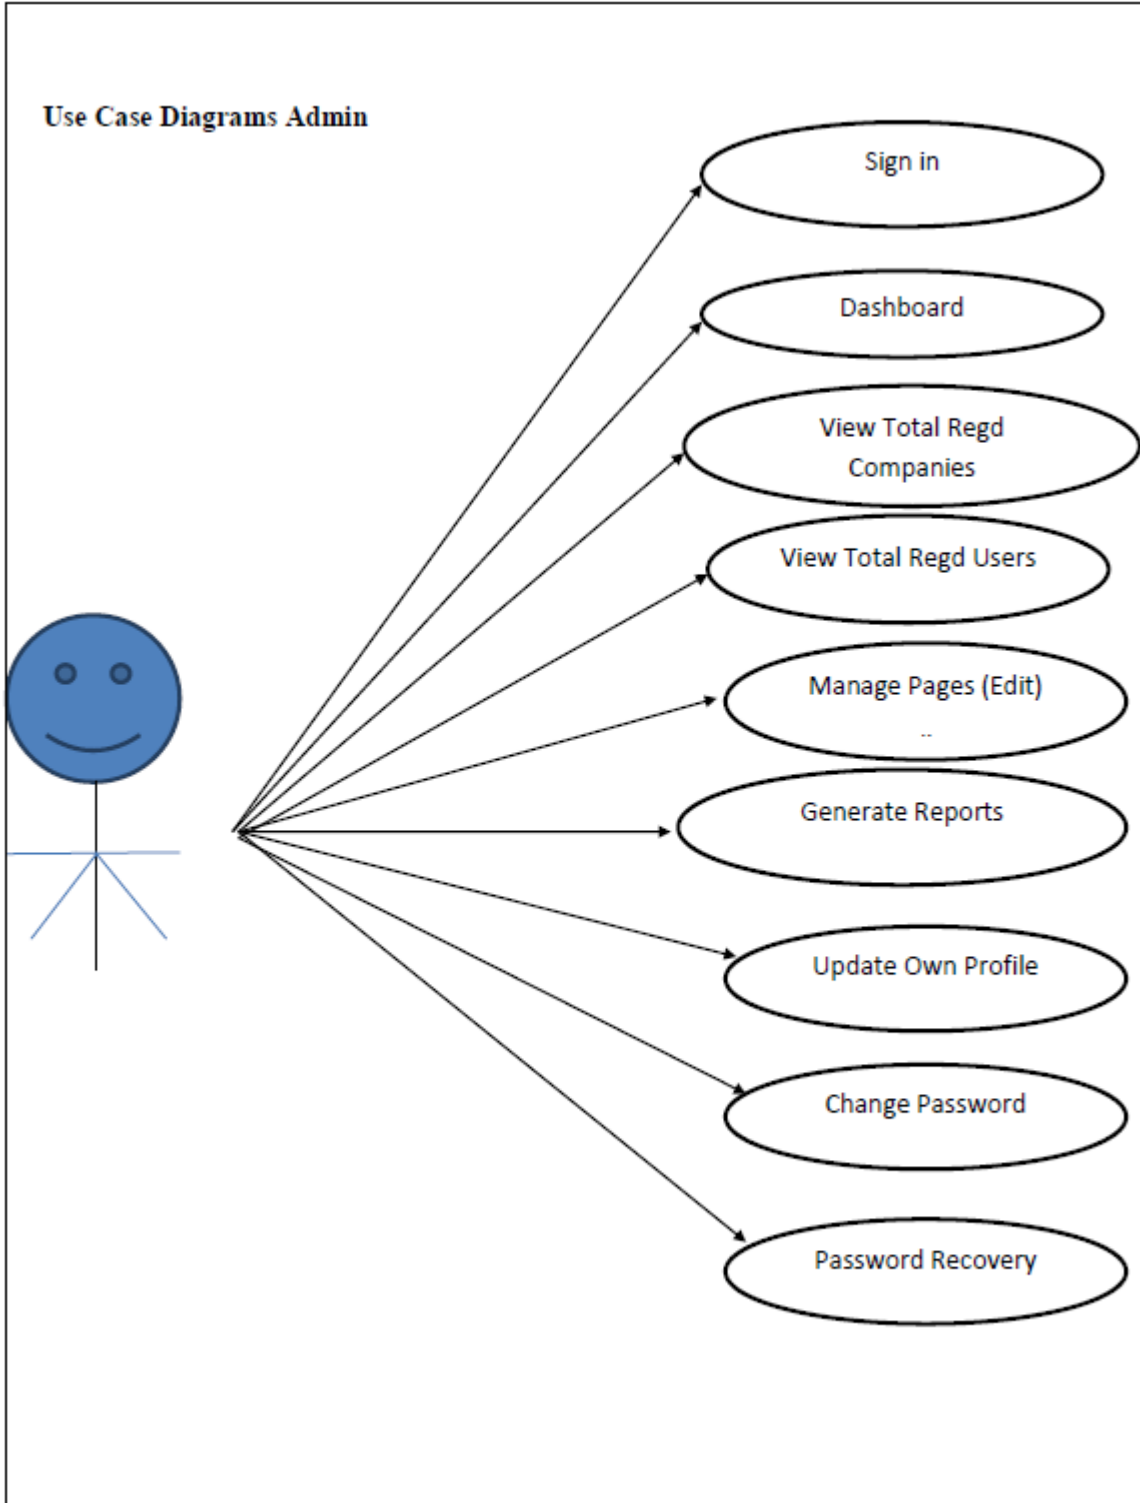 Use Case Diagrams Admin
Sign in
Dashboard
View Total Regd
Companies
View Total Regd Users
Manage Pages (Edit)
..
Generate Reports
Update Own Profile
Change Password
Password Recovery